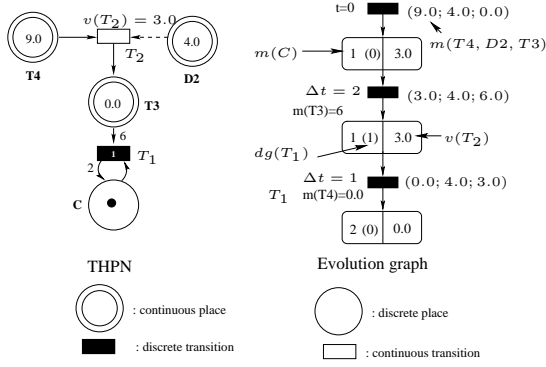 v(T2) = 3.0
9.0
T2
4.0
T4
D2
0.0
T3
6
1
T1
2
C
t=0
(9.0; 4.0; 0.0)
m(C)
1 (0) 3.0
m(T4, D2, T3)
Δt = 2
m(T3)=6
(3.0; 4.0; 6.0)
1 (1) 3.0
v(T2)
dg(T1)
Δt = 1
T1
m(T4)=0.0
(0.0; 4.0; 3.0)
2 (0) 0.0
THPN
Evolution graph
: continuous place
: discrete place
: discrete transition
: continuous transition